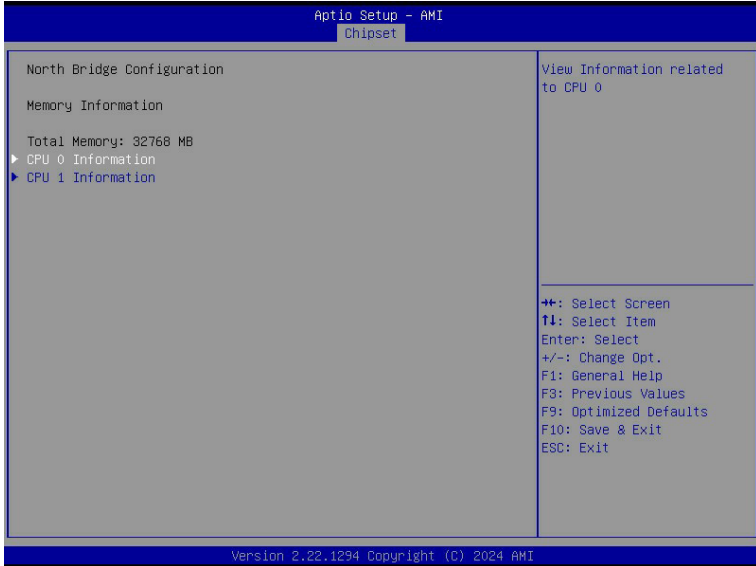 Aptio Setup – AMI
Chipset
North Bridge Configuration
Memory Information
Total Memory: 32768 MB
▶ CPU 0 Information
▶ CPU 1 Information
View Information related
to CPU 0
→←: Select Screen
↑↓: Select Item
Enter: Select
+/-: Change Opt.
F1: General Help
F3: Previous Values
F9: Optimized Defaults
F10: Save & Exit
ESC: Exit
Version 2.22.1294 Copyright (C) 2024 AMI